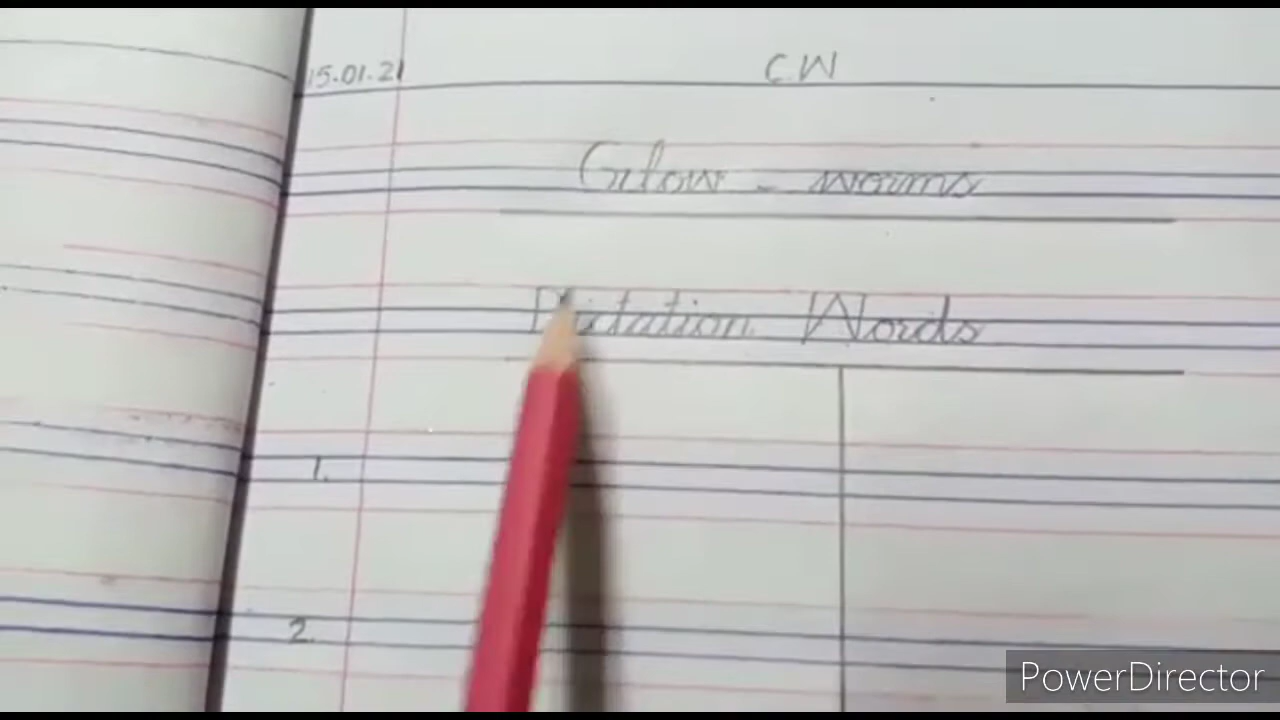 15.01.21 CW
Glow - worms
Dictation Words
1.
2.
PowerDirector